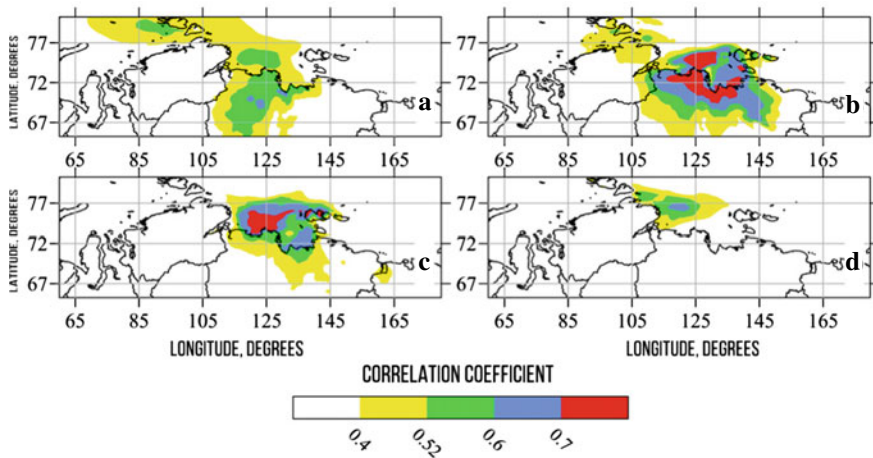 LATITUDE, DEGREES
77
72
67
a
77
72
67
b
65 85 105 125 145 165
65 85 105 125 145 165
LATITUDE, DEGREES
77
72
67
c
77
72
67
d
65 85 105 125 145 165
65 85 105 125 145 165
LONGITUDE, DEGREES
LONGITUDE, DEGREES
CORRELATION COEFFICIENT
0.4 0.52 0.6 0.7